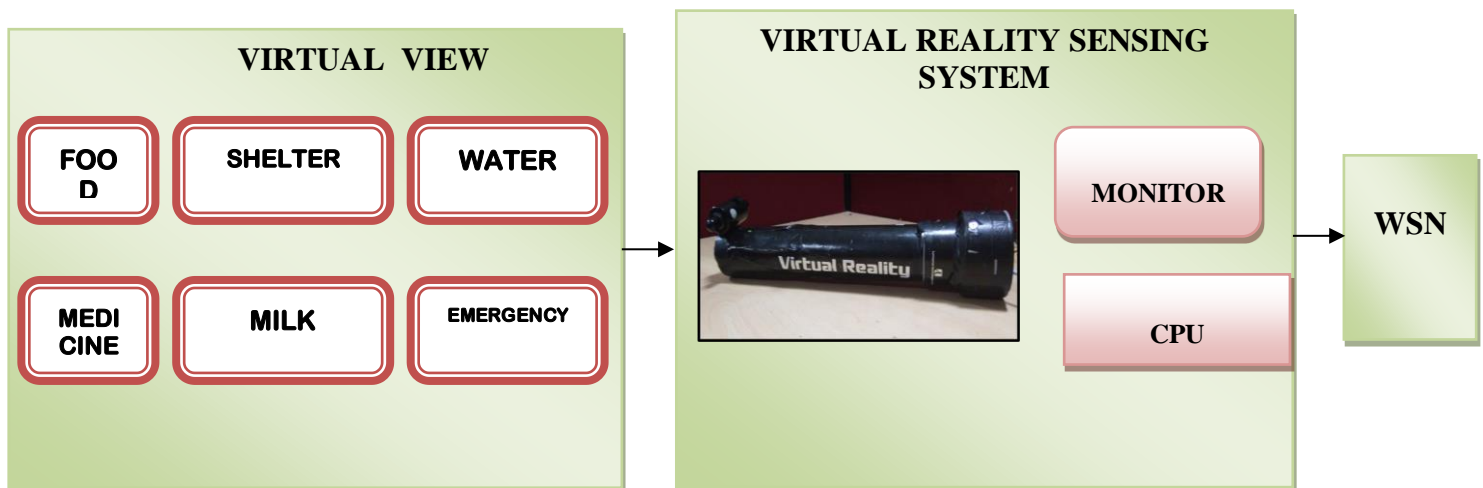 VIRTUAL VIEW
FOO
D
SHELTER
WATER
MEDI
CINE
MILK
EMERGENCY
VIRTUAL REALITY SENSING
SYSTEM
Virtual Reality
MONITOR
CPU
WSN